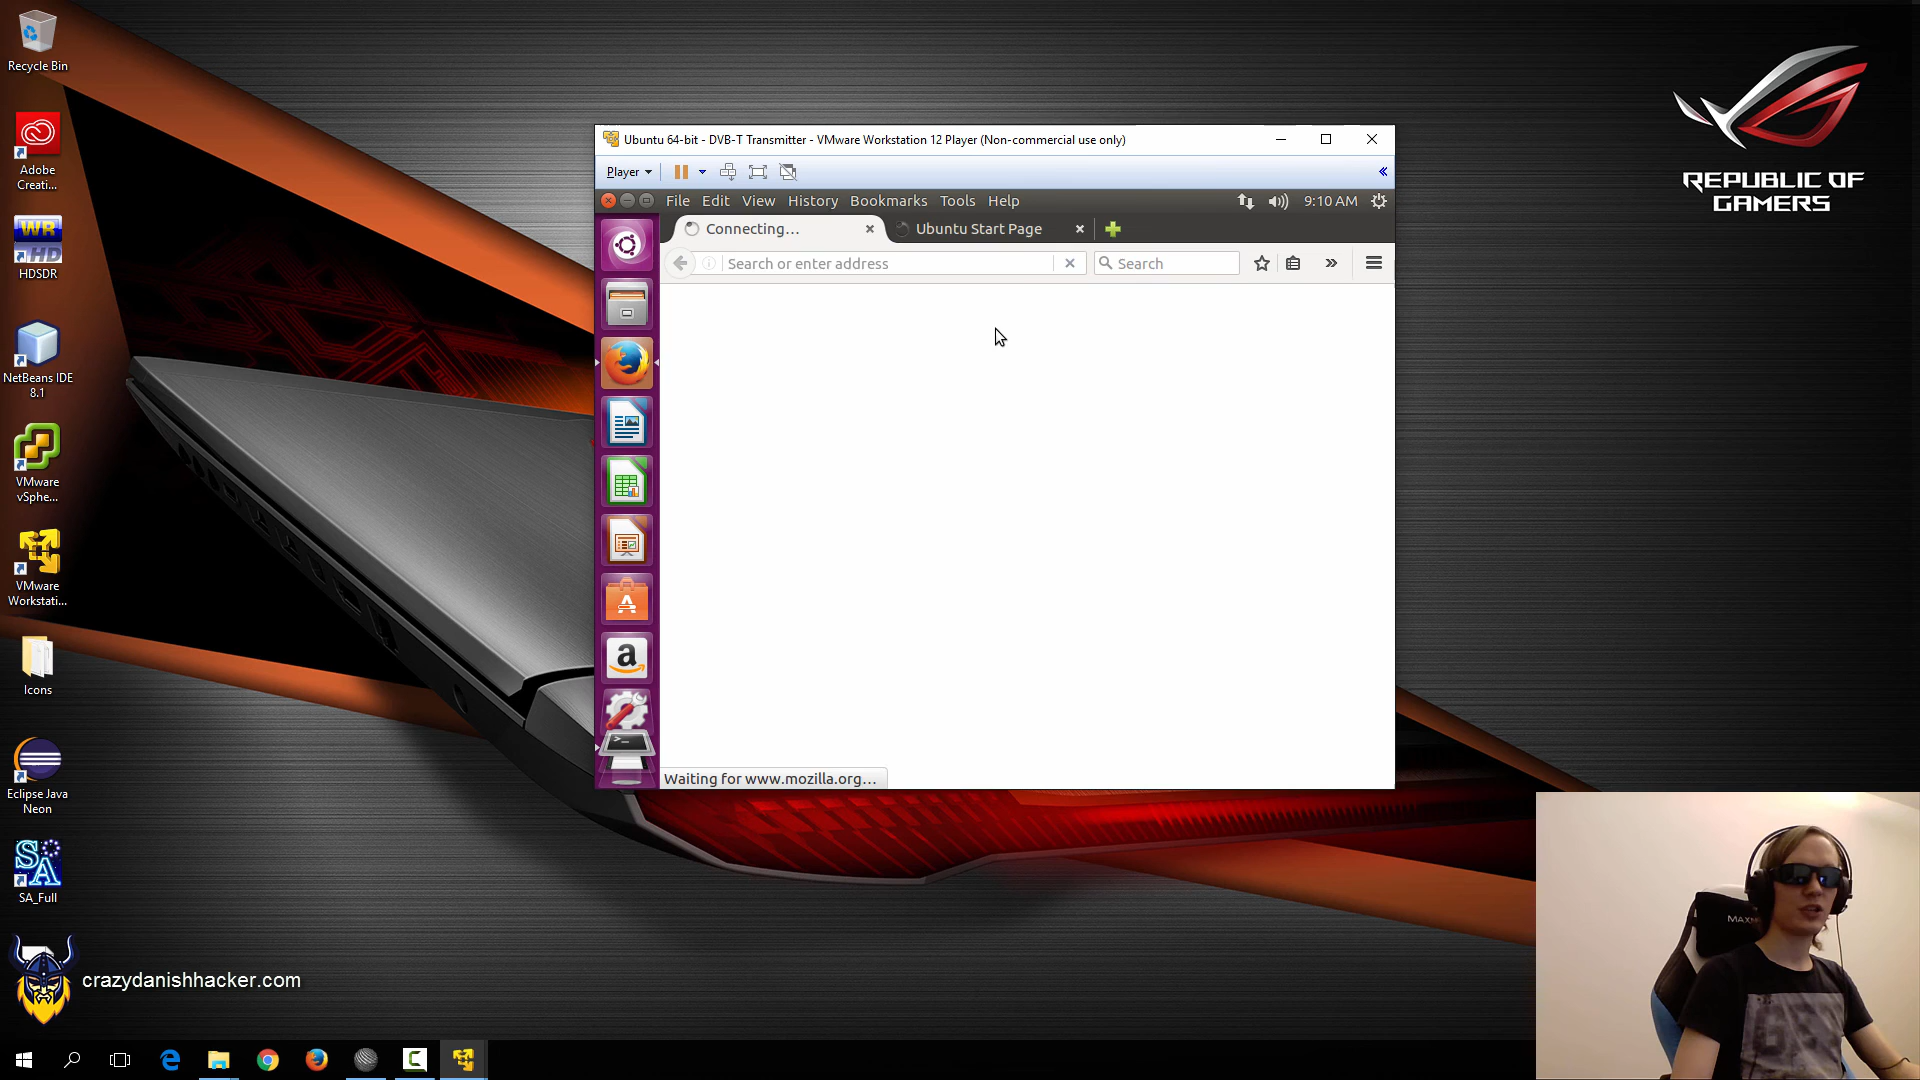 Recycle Bin
Adobe
Creati...
WR
HD
HDSDR
NetBeans IDE
8.1
VMware
vSphe...
VMware
Workstati...
Icons
Eclipse Java
Neon
SA
SA_Full
crazydanishhacker.com
REPUBLIC OF
GAMERS
Ubuntu 64-bit - DVB-T Transmitter - VMware Workstation 12 Player (Non-commercial use only)
Player
File Edit View History Bookmarks Tools Help
9:10 AM
Connecting...
Ubuntu Start Page
Search or enter address
Search
Waiting for www.mozilla.org...